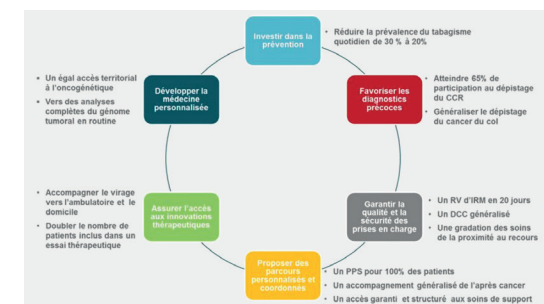 Investir dans la
prévention
• Réduire la prévalence du tabagisme
quotidien de 30 % à 20%
Favoriser les
diagnostics
précoces
• Atteindre 65% de
participation au dépistage
du CCR
• Généraliser le dépistage
du cancer du col
Garantir la
qualité et la
sécurité des
prises en charge
• Un RV d'IRM en 20 jours
• Un DCC généralisé
• Une gradation des soins
de la proximité au recours
Proposer des
parcours
personnalisés et
coordonnés
• Un PPS pour 100% des patients
• Un accompagnement généralisé de l'après cancer
• Un accès garanti et structuré aux soins de support
Assurer l'accès
aux innovations
thérapeutiques
• Accompagner le virage
vers l'ambulatoire et le
domicile
• Doubler le nombre de
patients inclus dans un
essai thérapeutique
Développer la
médecine
personnalisée
• Un égal accès territorial
à l'oncogénétique
• Vers des analyses
complètes du génome
tumoral en routine